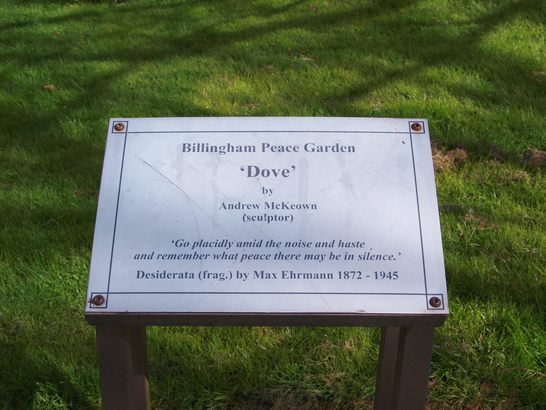 Billingham Peace Garden
‘Dove’
by
Andrew McKeown
(sculptor)
‘Go placidly amid the noise and haste
and remember what peace there may be in silence.’
Desiderata (frag.) by Max Ehrmann 1872 - 1945